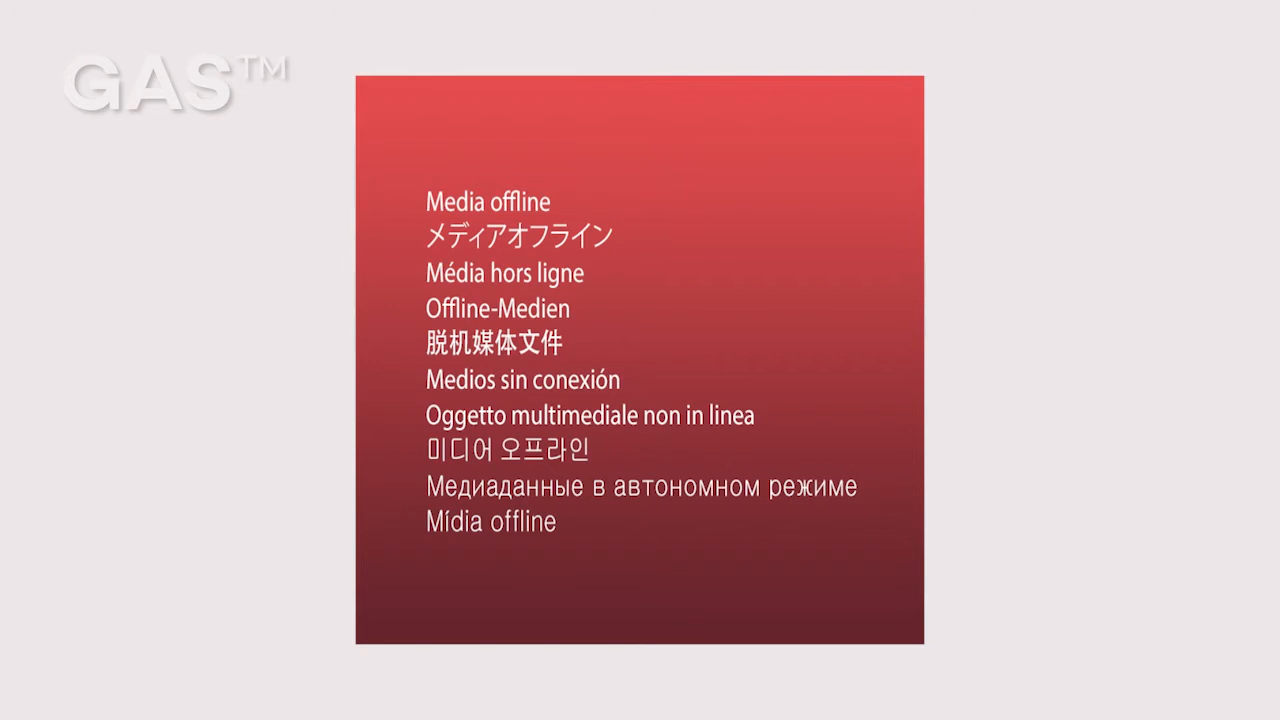 GAS™
Media offline
メディアオフライン
Média hors ligne
Offline-Medien
脱机媒体文件
Medios sin conexión
Oggetto multimediale non in linea
미디어 오프라인
Медиаданные в автономном режиме
Mídia offline